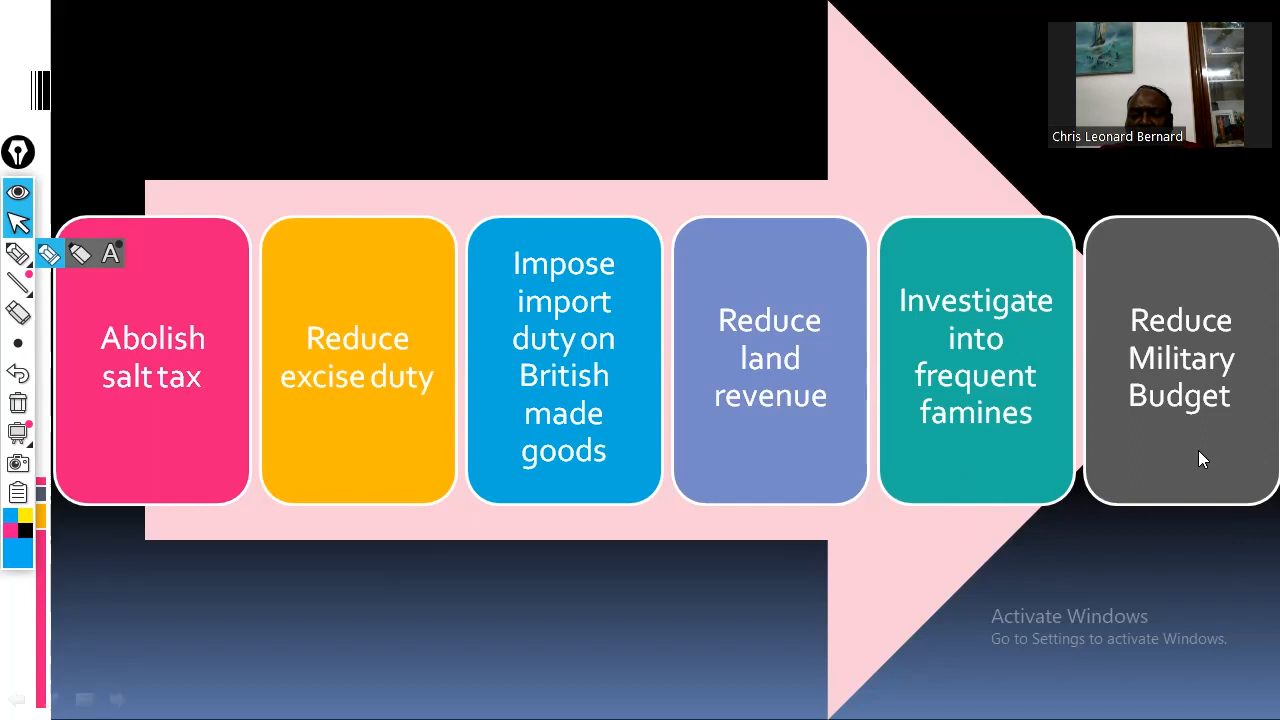 Chris Leonard Bernard
A
Abolish
salt tax
Reduce
excise duty
Impose
import
duty on
British
made
goods
Reduce
land
revenue
Investigate
into
frequent
famines
Reduce
Military
Budget
Activate Windows
Go to Settings to activate Windows.